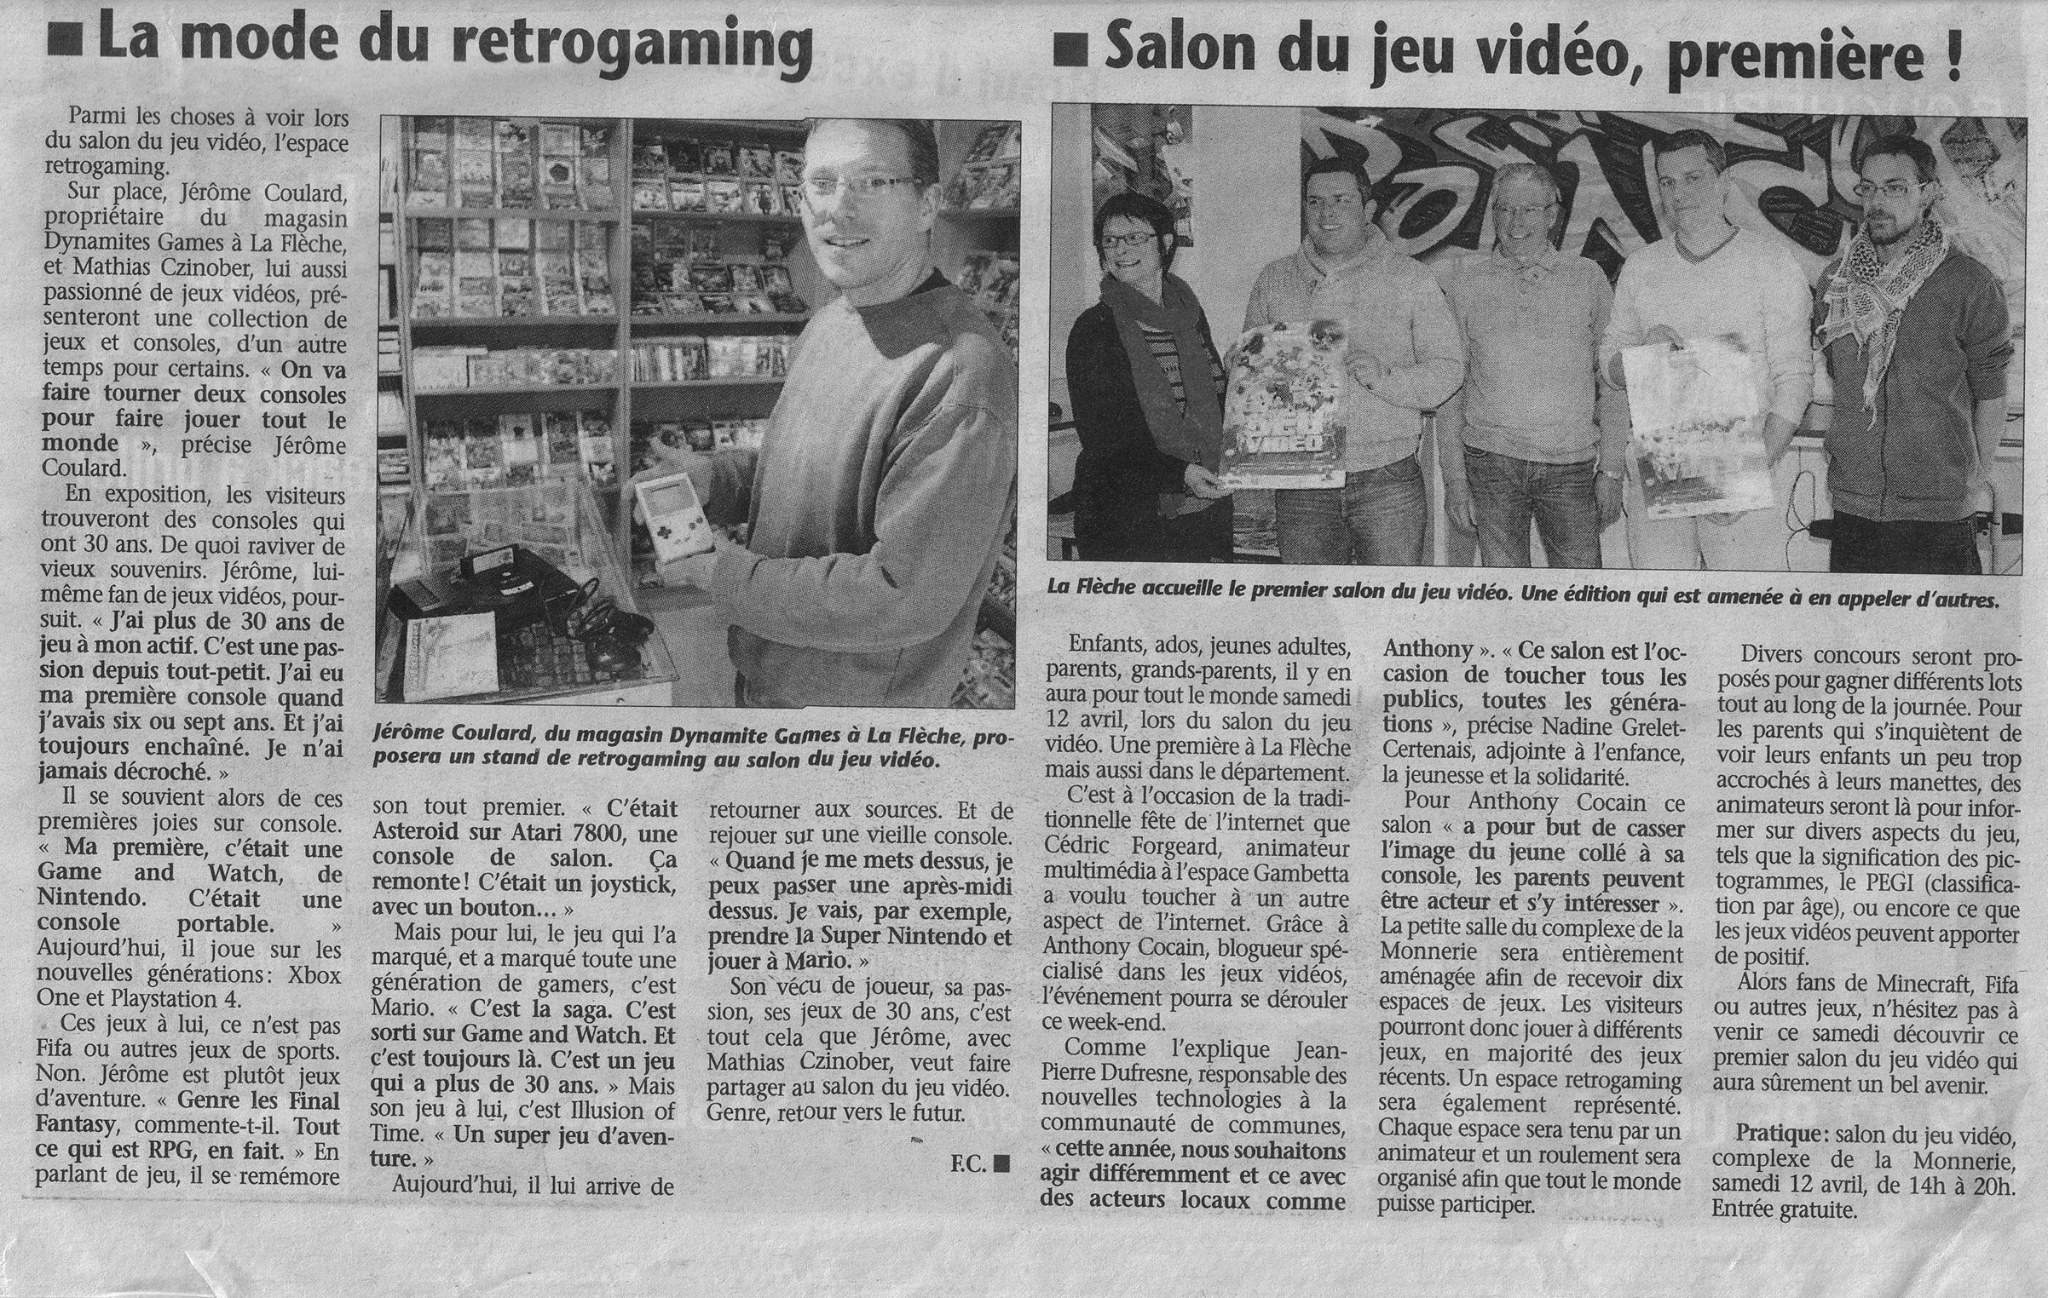 ■ La mode du retrogaming
Parmi les choses à voir lors
du salon du jeu vidéo, l'espace
retrogaming.
Sur place, Jérôme Coulard,
propriétaire du magasin
Dynamites Games à La Flèche,
et Mathias Czinober, lui aussi
passionné de jeux vidéos, pré-
senteront une collection de
jeux et consoles, d'un autre
temps pour certains. « On va
faire tourner deux consoles
pour faire jouer tout le
monde », précise Jérôme
Coulard.
En exposition, les visiteurs
trouveront des consoles qui
ont 30 ans. De quoi raviver de
vieux souvenirs. Jérôme, lui-
même fan de jeux vidéos, pour-
suit. « J'ai plus de 30 ans de
jeu à mon actif. C'est une pas-
sion depuis tout-petit. J'ai eu
ma première console quand
j'avais six ou sept ans. Et j'ai
toujours enchaîné. Je n'ai
jamais décroché. »
Il se souvient alors de ces
premières joies sur console.
« Ma première, c'était une
Game and Watch, de
Nintendo. C'était une
console portable. »
Aujourd'hui, il joue sur les
nouvelles générations : Xbox
One et Playstation 4.
Ces jeux à lui, ce n'est pas
Fifa ou autres jeux de sports.
Non. Jérôme est plutôt jeux
d'aventure. « Genre les Final
Fantasy, commente-t-il. Tout
ce qui est RPG, en fait. » En
parlant de jeu, il se remémore
Jérôme Coulard, du magasin Dynamite Games à La Flèche, pro-
posera un stand de retrogaming au salon du jeu vidéo.
son tout premier. « C'était
Asteroid sur Atari 7800, une
console de salon. Ça
remonte ! C'était un joystick,
avec un bouton... »
Mais pour lui, le jeu qui l'a
marqué, et a marqué toute une
génération de gamers, c'est
Mario. « C'est la saga. C'est
sorti sur Game and Watch. Et
c'est toujours là. C'est un jeu
qui a plus de 30 ans. » Mais
son jeu à lui, c'est Illusion of
Time. « Un super jeu d'aven-
ture. »
Aujourd'hui, il lui arrive de
retourner aux sources. Et de
rejouer sur une vieille console.
« Quand je me mets dessus, je
peux passer une après-midi
dessus. Je vais, par exemple,
prendre la Super Nintendo et
jouer à Mario. »
Son vécu de joueur, sa pas-
sion, ses jeux de 30 ans, c'est
tout cela que Jérôme, avec
Mathias Czinober, veut faire
partager au salon du jeu vidéo.
Genre, retour vers le futur.
F.C. ■
■ Salon du jeu vidéo, première !
JEU
VIDEO
La Flèche accueille le premier salon du jeu vidéo. Une édition qui est amenée à en appeler d'autres.
Enfants, ados, jeunes adultes,
parents, grands-parents, il y en
aura pour tout le monde samedi
12 avril, lors du salon du jeu
vidéo. Une première à La Flèche
mais aussi dans le département.
C'est à l'occasion de la tradi-
tionnelle fête de l'internet que
Cédric Forgeard, animateur
multimédia à l'espace Gambetta
a voulu toucher à un autre
aspect de l'internet. Grâce à
Anthony Cocain, blogueur spé-
cialisé dans les jeux vidéos,
l'événement pourra se dérouler
ce week-end.
Comme l'explique Jean-
Pierre Dufresne, responsable des
nouvelles technologies à la
communauté de communes,
« cette année, nous souhaitons
agir différemment et ce avec
des acteurs locaux comme
Anthony ». « Ce salon est l'oc-
casion de toucher tous les
publics, toutes les généra-
tions », précise Nadine Grelet-
Certenais, adjointe à l'enfance,
la jeunesse et la solidarité.
Pour Anthony Cocain ce
salon « a pour but de casser
l'image du jeune collé à sa
console, les parents peuvent
être acteur et s'y intéresser ».
La petite salle du complexe de la
Monnerie sera entièrement
aménagée afin de recevoir dix
espaces de jeux. Les visiteurs
pourront donc jouer à différents
jeux, en majorité des jeux
récents. Un espace retrogaming
sera également représenté.
Chaque espace sera tenu par un
animateur et un roulement sera
organisé afin que tout le monde
puisse participer.
Divers concours seront pro-
posés pour gagner différents lots
tout au long de la journée. Pour
les parents qui s'inquiètent de
voir leurs enfants un peu trop
accrochés à leurs manettes, des
animateurs seront là pour infor-
mer sur divers aspects du jeu,
tels que la signification des pic-
togrammes, le PEGI (classifica-
tion par âge), ou encore ce que
les jeux vidéos peuvent apporter
de positif.
Alors fans de Minecraft, Fifa
ou autres jeux, n'hésitez pas à
venir ce samedi découvrir ce
premier salon du jeu vidéo qui
aura sûrement un bel avenir.
Pratique : salon du jeu vidéo,
complexe de la Monnerie,
samedi 12 avril, de 14h à 20h.
Entrée gratuite.